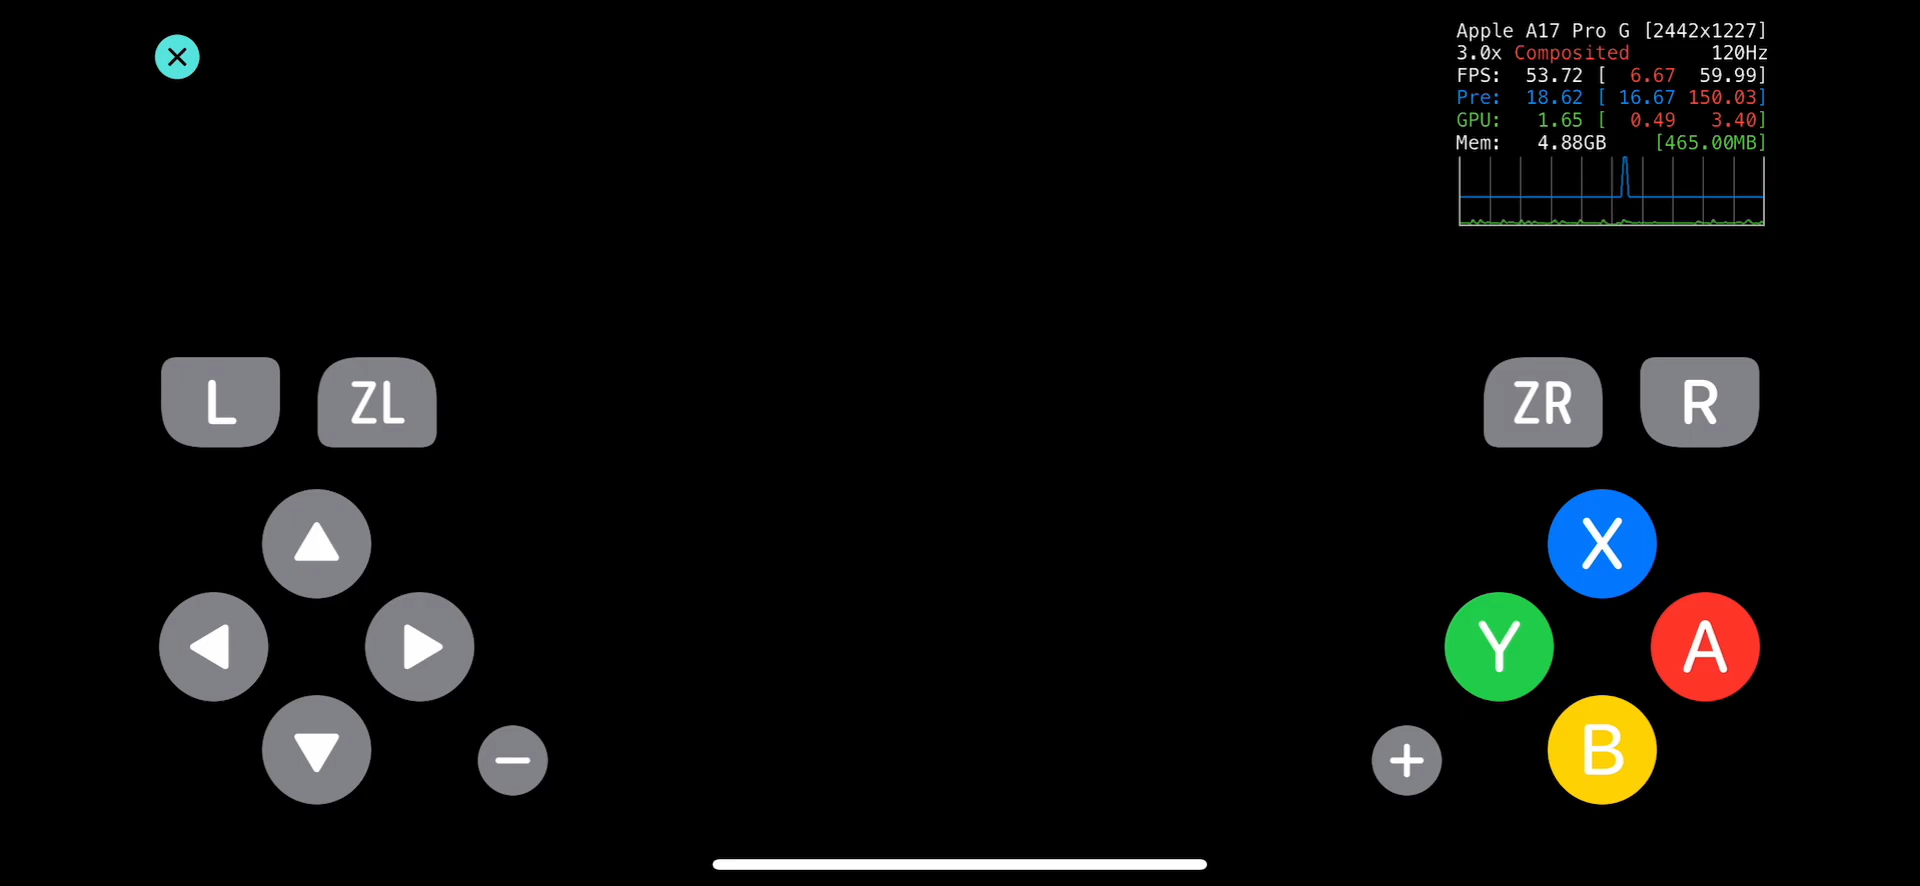 Apple A17 Pro G [2442x1227]
3.0x Composited 120Hz
FPS: 53.72 [ 6.67 59.99]
Pre: 18.62 [ 16.67 150.03]
GPU: 1.65 [ 0.49 3.40]
Mem: 4.88GB [465.00MB]
L ZL ZR R
X
Y A
B